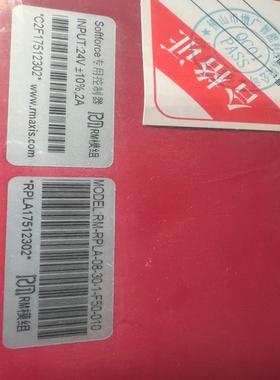 Softforce专用控制器
INPUT:24V ±10%,2A
RM模组
*C2F17512302*
www.rmaxis.com
MODEL:RM-RPLA-08-30-1-F50-010
*RPLA17512302*
RM模组
合格证
PASS